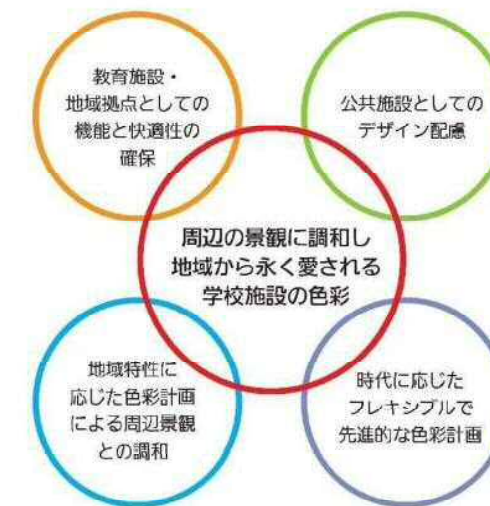 教育施設・
地域拠点としての
機能と快適性の
確保
公共施設としての
デザイン配慮
周辺の景観に調和し
地域から永く愛される
学校施設の色彩
地域特性に
応じた色彩計画
による周辺景観
との調和
時代に応じた
フレキシブルで
先進的な色彩計画